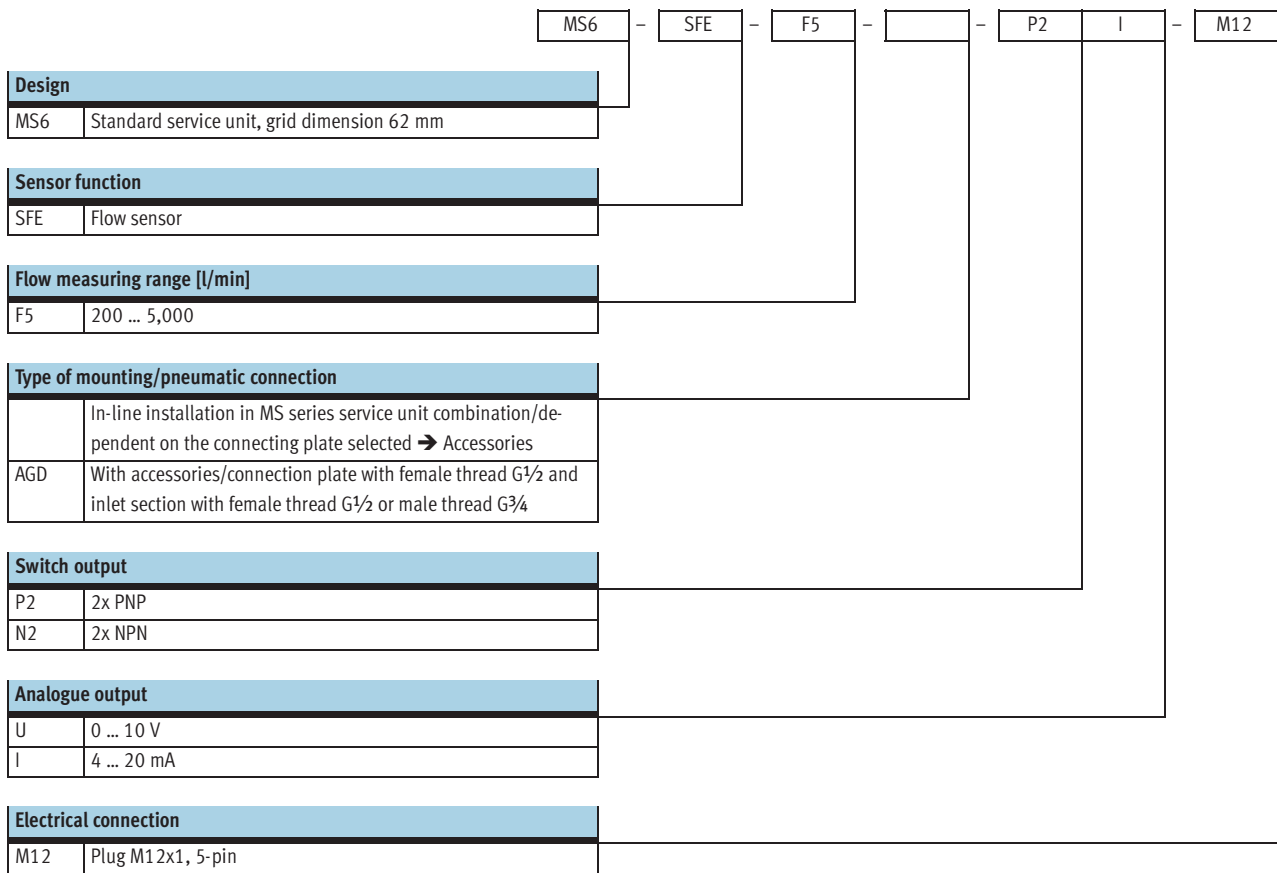 MS6 – SFE – F5 – – P2 I – M12
Design
MS6 Standard service unit, grid dimension 62 mm
Sensor function
SFE Flow sensor
Flow measuring range [l/min]
F5 200 ... 5,000
Type of mounting/pneumatic connection
In-line installation in MS series service unit combination/de-
pendent on the connecting plate selected ➔ Accessories
AGD With accessories/connection plate with female thread G½ and
inlet section with female thread G½ or male thread G¾
Switch output
P2 2x PNP
N2 2x NPN
Analogue output
U 0 ... 10 V
I 4 ... 20 mA
Electrical connection
M12 Plug M12x1, 5-pin